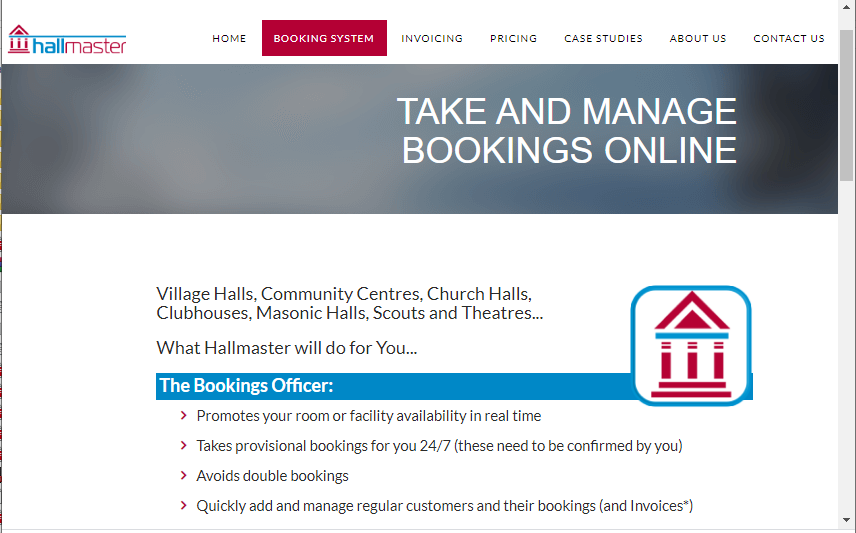 hallmaster
HOME
BOOKING SYSTEM
INVOICING
PRICING
CASE STUDIES
ABOUT US
CONTACT US
TAKE AND MANAGE
BOOKINGS ONLINE
Village Halls, Community Centres, Church Halls,
Clubhouses, Masonic Halls, Scouts and Theatres...
What Hallmaster will do for You...
The Bookings Officer:
Promotes your room or facility availability in real time
Takes provisional bookings for you 24/7 (these need to be confirmed by you)
Avoids double bookings
Quickly add and manage regular customers and their bookings (and Invoices*)